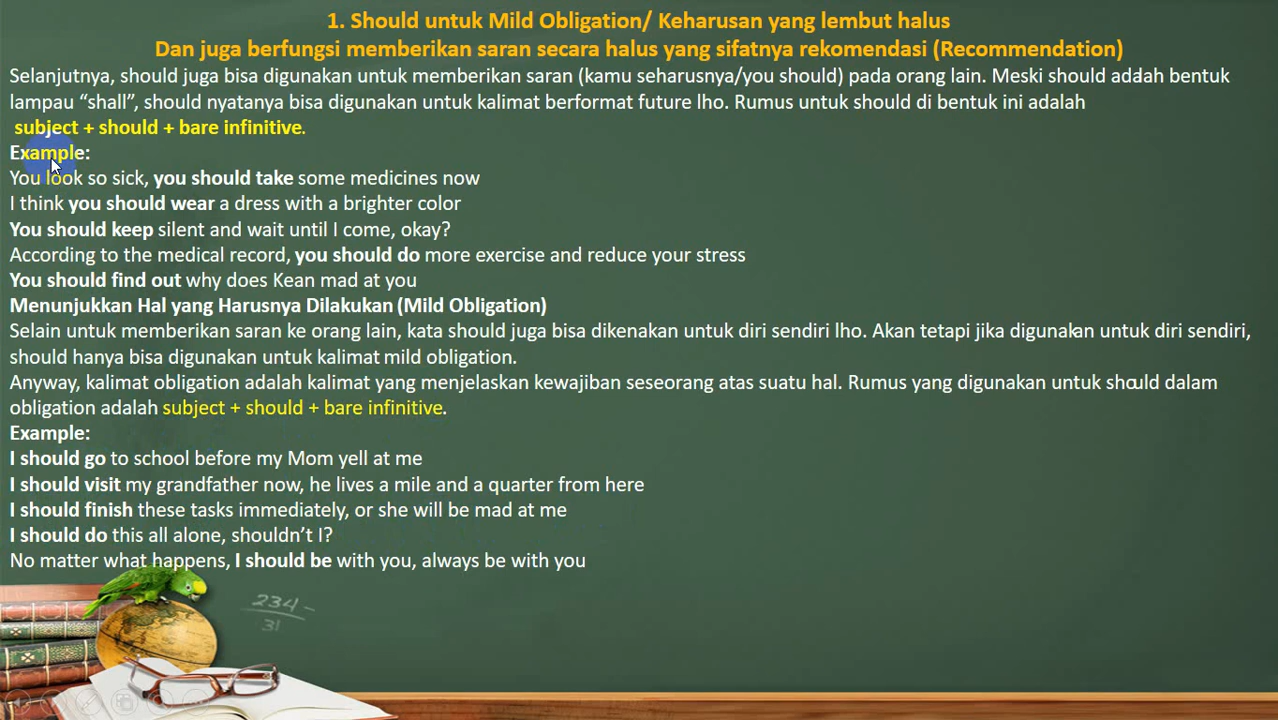 1. Should untuk Mild Obligation/ Keharusan yang lembut halus
Dan juga berfungsi memberikan saran secara halus yang sifatnya rekomendasi (Recommendation)
Selanjutnya, should juga bisa digunakan untuk memberikan saran (kamu seharusnya/you should) pada orang lain. Meski should adalah bentuk
lampau “shall”, should nyatanya bisa digunakan untuk kalimat berformat future lho. Rumus untuk should di bentuk ini adalah
subject + should + bare infinitive.
Example:
You look so sick, you should take some medicines now
I think you should wear a dress with a brighter color
You should keep silent and wait until I come, okay?
According to the medical record, you should do more exercise and reduce your stress
You should find out why does Kean mad at you
Menunjukkan Hal yang Harusnya Dilakukan (Mild Obligation)
Selain untuk memberikan saran ke orang lain, kata should juga bisa dikenakan untuk diri sendiri lho. Akan tetapi jika digunakan untuk diri sendiri,
should hanya bisa digunakan untuk kalimat mild obligation.
Anyway, kalimat obligation adalah kalimat yang menjelaskan kewajiban seseorang atas suatu hal. Rumus yang digunakan untuk should dalam
obligation adalah subject + should + bare infinitive.
Example:
I should go to school before my Mom yell at me
I should visit my grandfather now, he lives a mile and a quarter from here
I should finish these tasks immediately, or she will be mad at me
I should do this all alone, shouldn’t I?
No matter what happens, I should be with you, always be with you
234 –
31